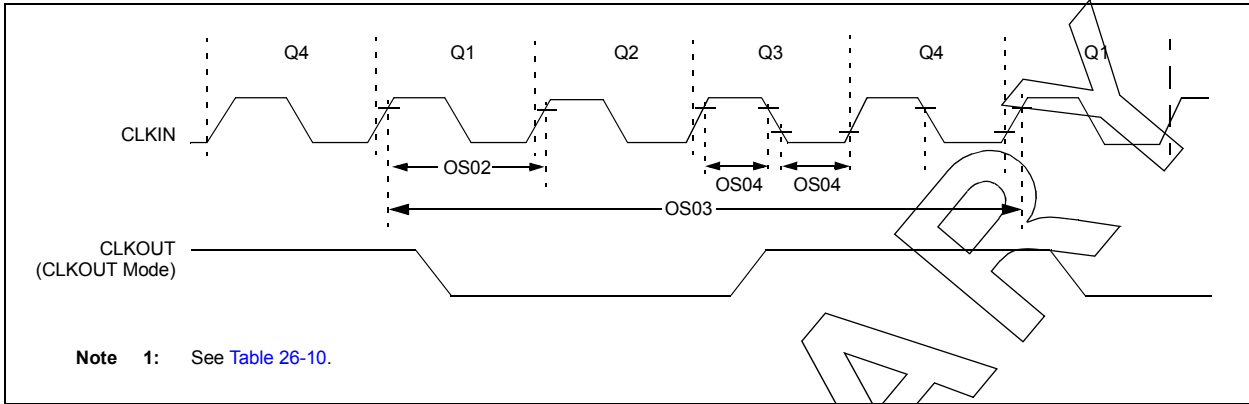 Q4 Q1 Q2 Q3 Q4 Q1
CLKIN
OS02
OS04 OS04
OS03
CLKOUT
(CLKOUT Mode)
Note 1: See Table 26-10.
A R Y